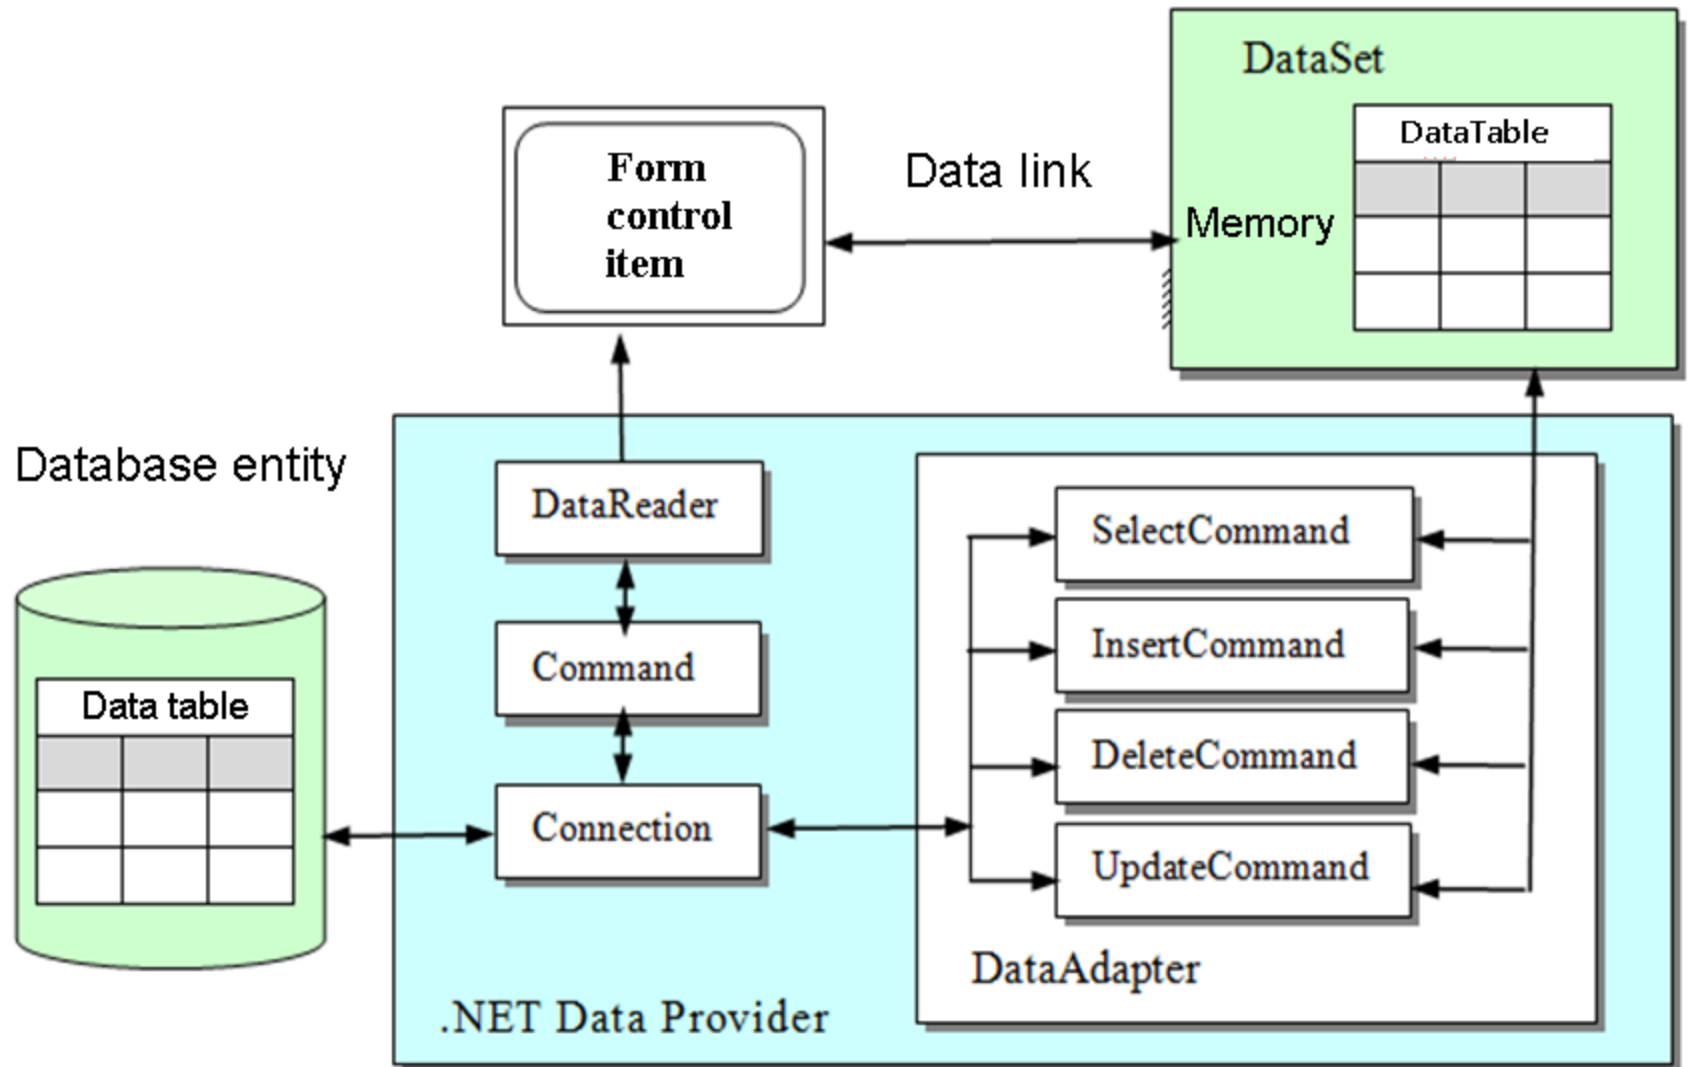 DataSet
DataTable
Form
control
item
Data link
Memory
Database entity
DataReader
SelectCommand
InsertCommand
Command
Data table
DeleteCommand
Connection
UpdateCommand
DataAdapter
.NET Data Provider